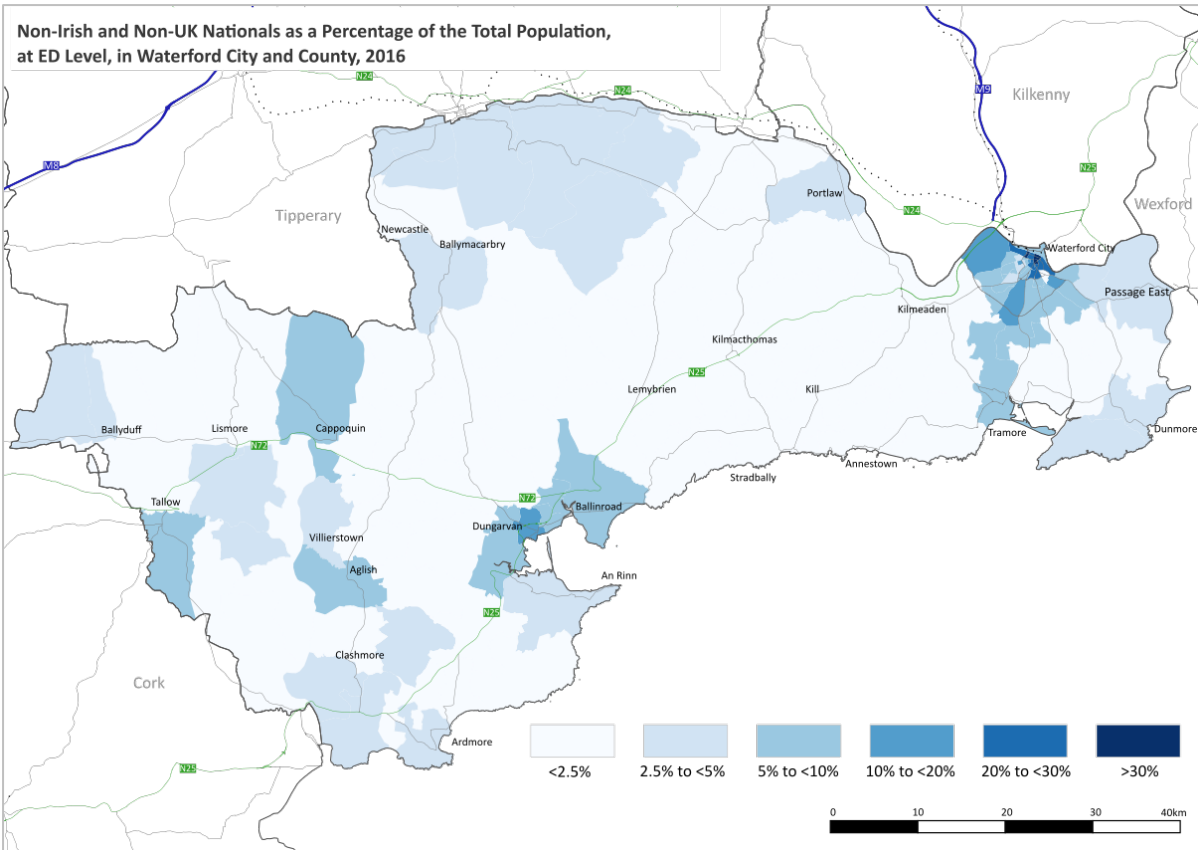 Non-Irish and Non-UK Nationals as a Percentage of the Total Population,
at ED Level, in Waterford City and County, 2016
N24
N24
M9
Kilkenny
M8
N25
Tipperary
Portlaw
Wexford
N24
Newcastle
Ballymacarbry
Waterford City
Passage East
Kilmeaden
Kilmacthomas
N25
Lemybrien
Kill
Ballyduff
Lismore
Cappoquin
N72
Tramore
Dunmore
Annestown
Stradbally
Tallow
N72
Ballinroad
Dungarvan
Villierstown
Aglish
An Rinn
N25
Clashmore
Cork
Ardmore
N25
<2.5%
2.5% to <5%
5% to <10%
10% to <20%
20% to <30%
>30%
0 10 20 30 40km